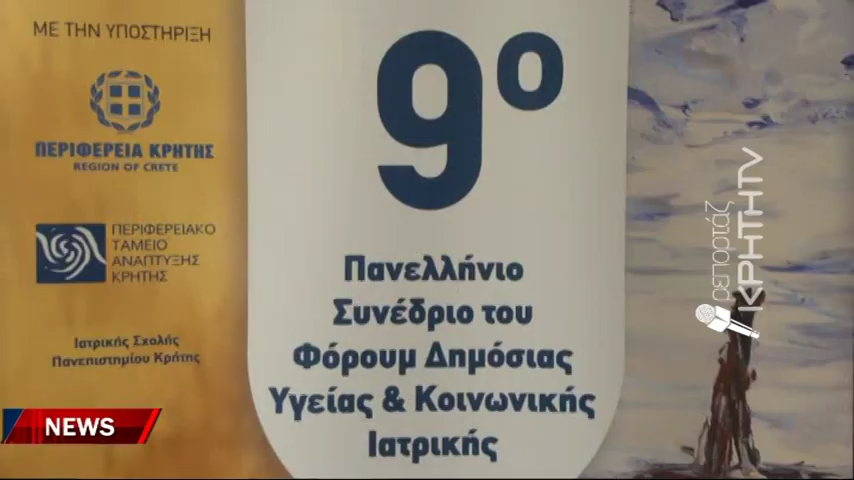 ΜΕ ΤΗΝ ΥΠΟΣΤΗΡΙΞΗ
ΠΕΡΙΦΕΡΕΙΑ ΚΡΗΤΗΣ
REGION OF CRETE
ΠΕΡΙΦΕΡΕΙΑΚΟ
ΤΑΜΕΙΟ
ΑΝΑΠΤΥΞΗΣ
ΚΡΗΤΗΣ
Ιατρικής Σχολής
Πανεπιστημίου Κρήτης
9ο
Πανελλήνιο
Συνέδριο του
Φόρουμ Δημόσιας
Υγείας & Κοινωνικής
Ιατρικής
ρεπορτάζ
ΚΡΗΤΗTV
NEWS